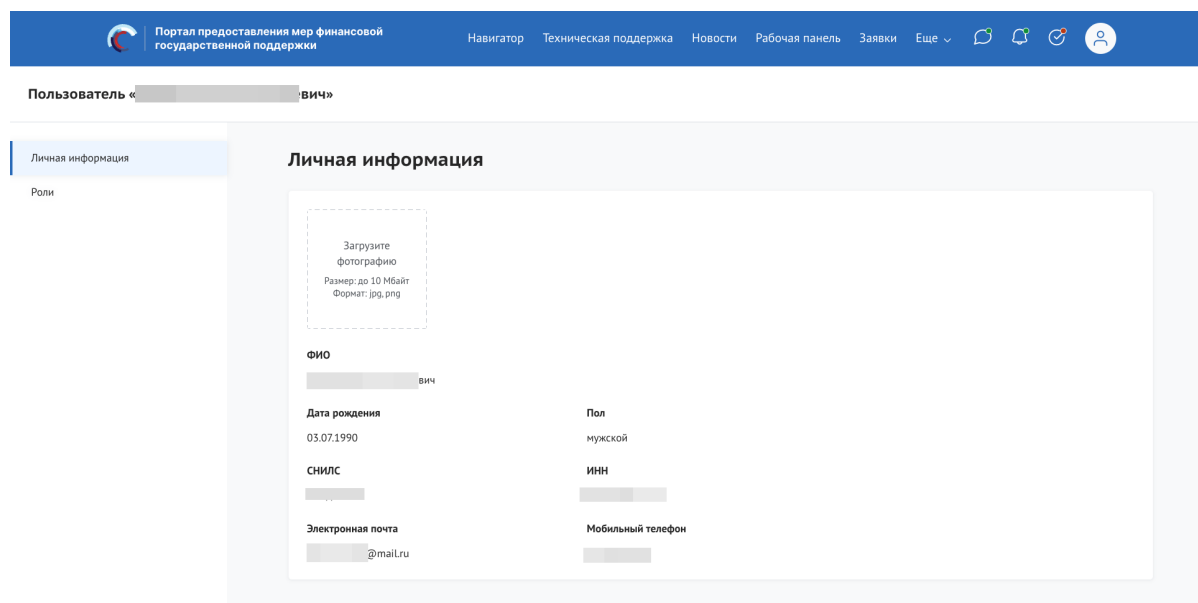 Портал предоставления мер финансовой
государственной поддержки
Навигатор Техническая поддержка Новости Рабочая панель Заявки Еще
Пользователь « евич»
Личная информация
Роли
Личная информация
Загрузите
фотографию
Размер: до 10 Мбайт
Формат: jpg, png
ФИО
вич
Дата рождения Пол
03.07.1990 мужской
СНИЛС ИНН
Электронная почта Мобильный телефон
@mail.ru